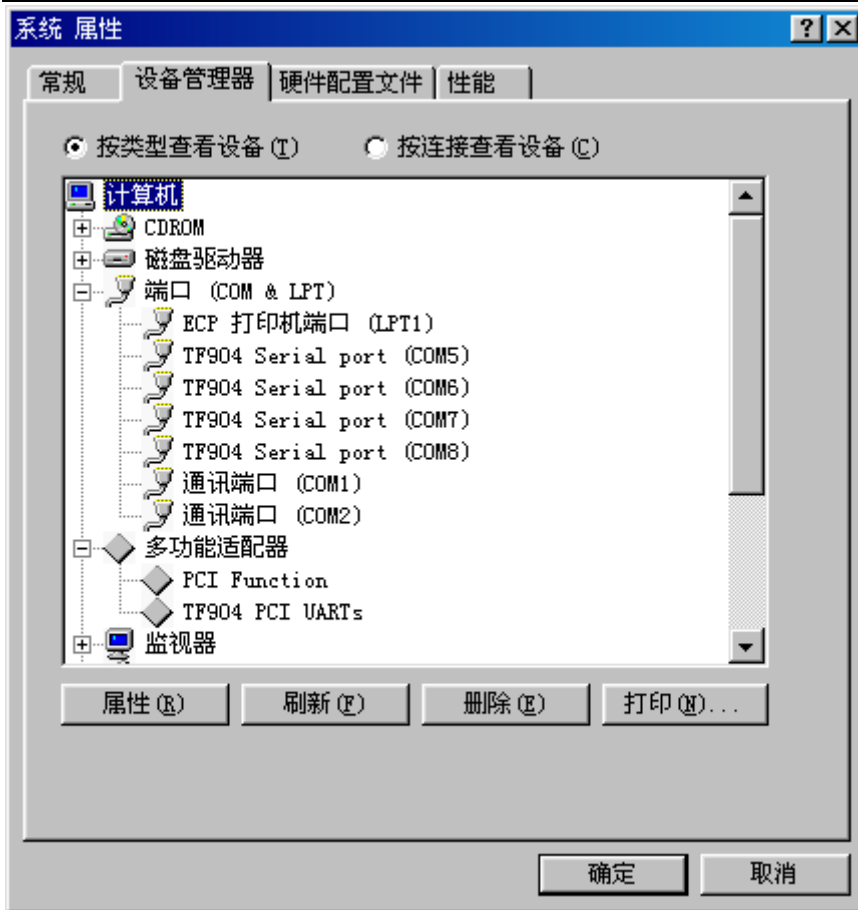 系统 属性
常规 设备管理器 硬件配置文件 性能
按类型查看设备(T) 按连接查看设备(C)
计算机
CDROM
磁盘驱动器
端口 (COM & LPT)
ECP 打印机端口 (LPT1)
TF904 Serial port (COM5)
TF904 Serial port (COM6)
TF904 Serial port (COM7)
TF904 Serial port (COM8)
通讯端口 (COM1)
通讯端口 (COM2)
多功能适配器
PCI Function
TF904 PCI UARTs
监视器
属性(R) 刷新(F) 删除(E) 打印(N)...
确定 取消